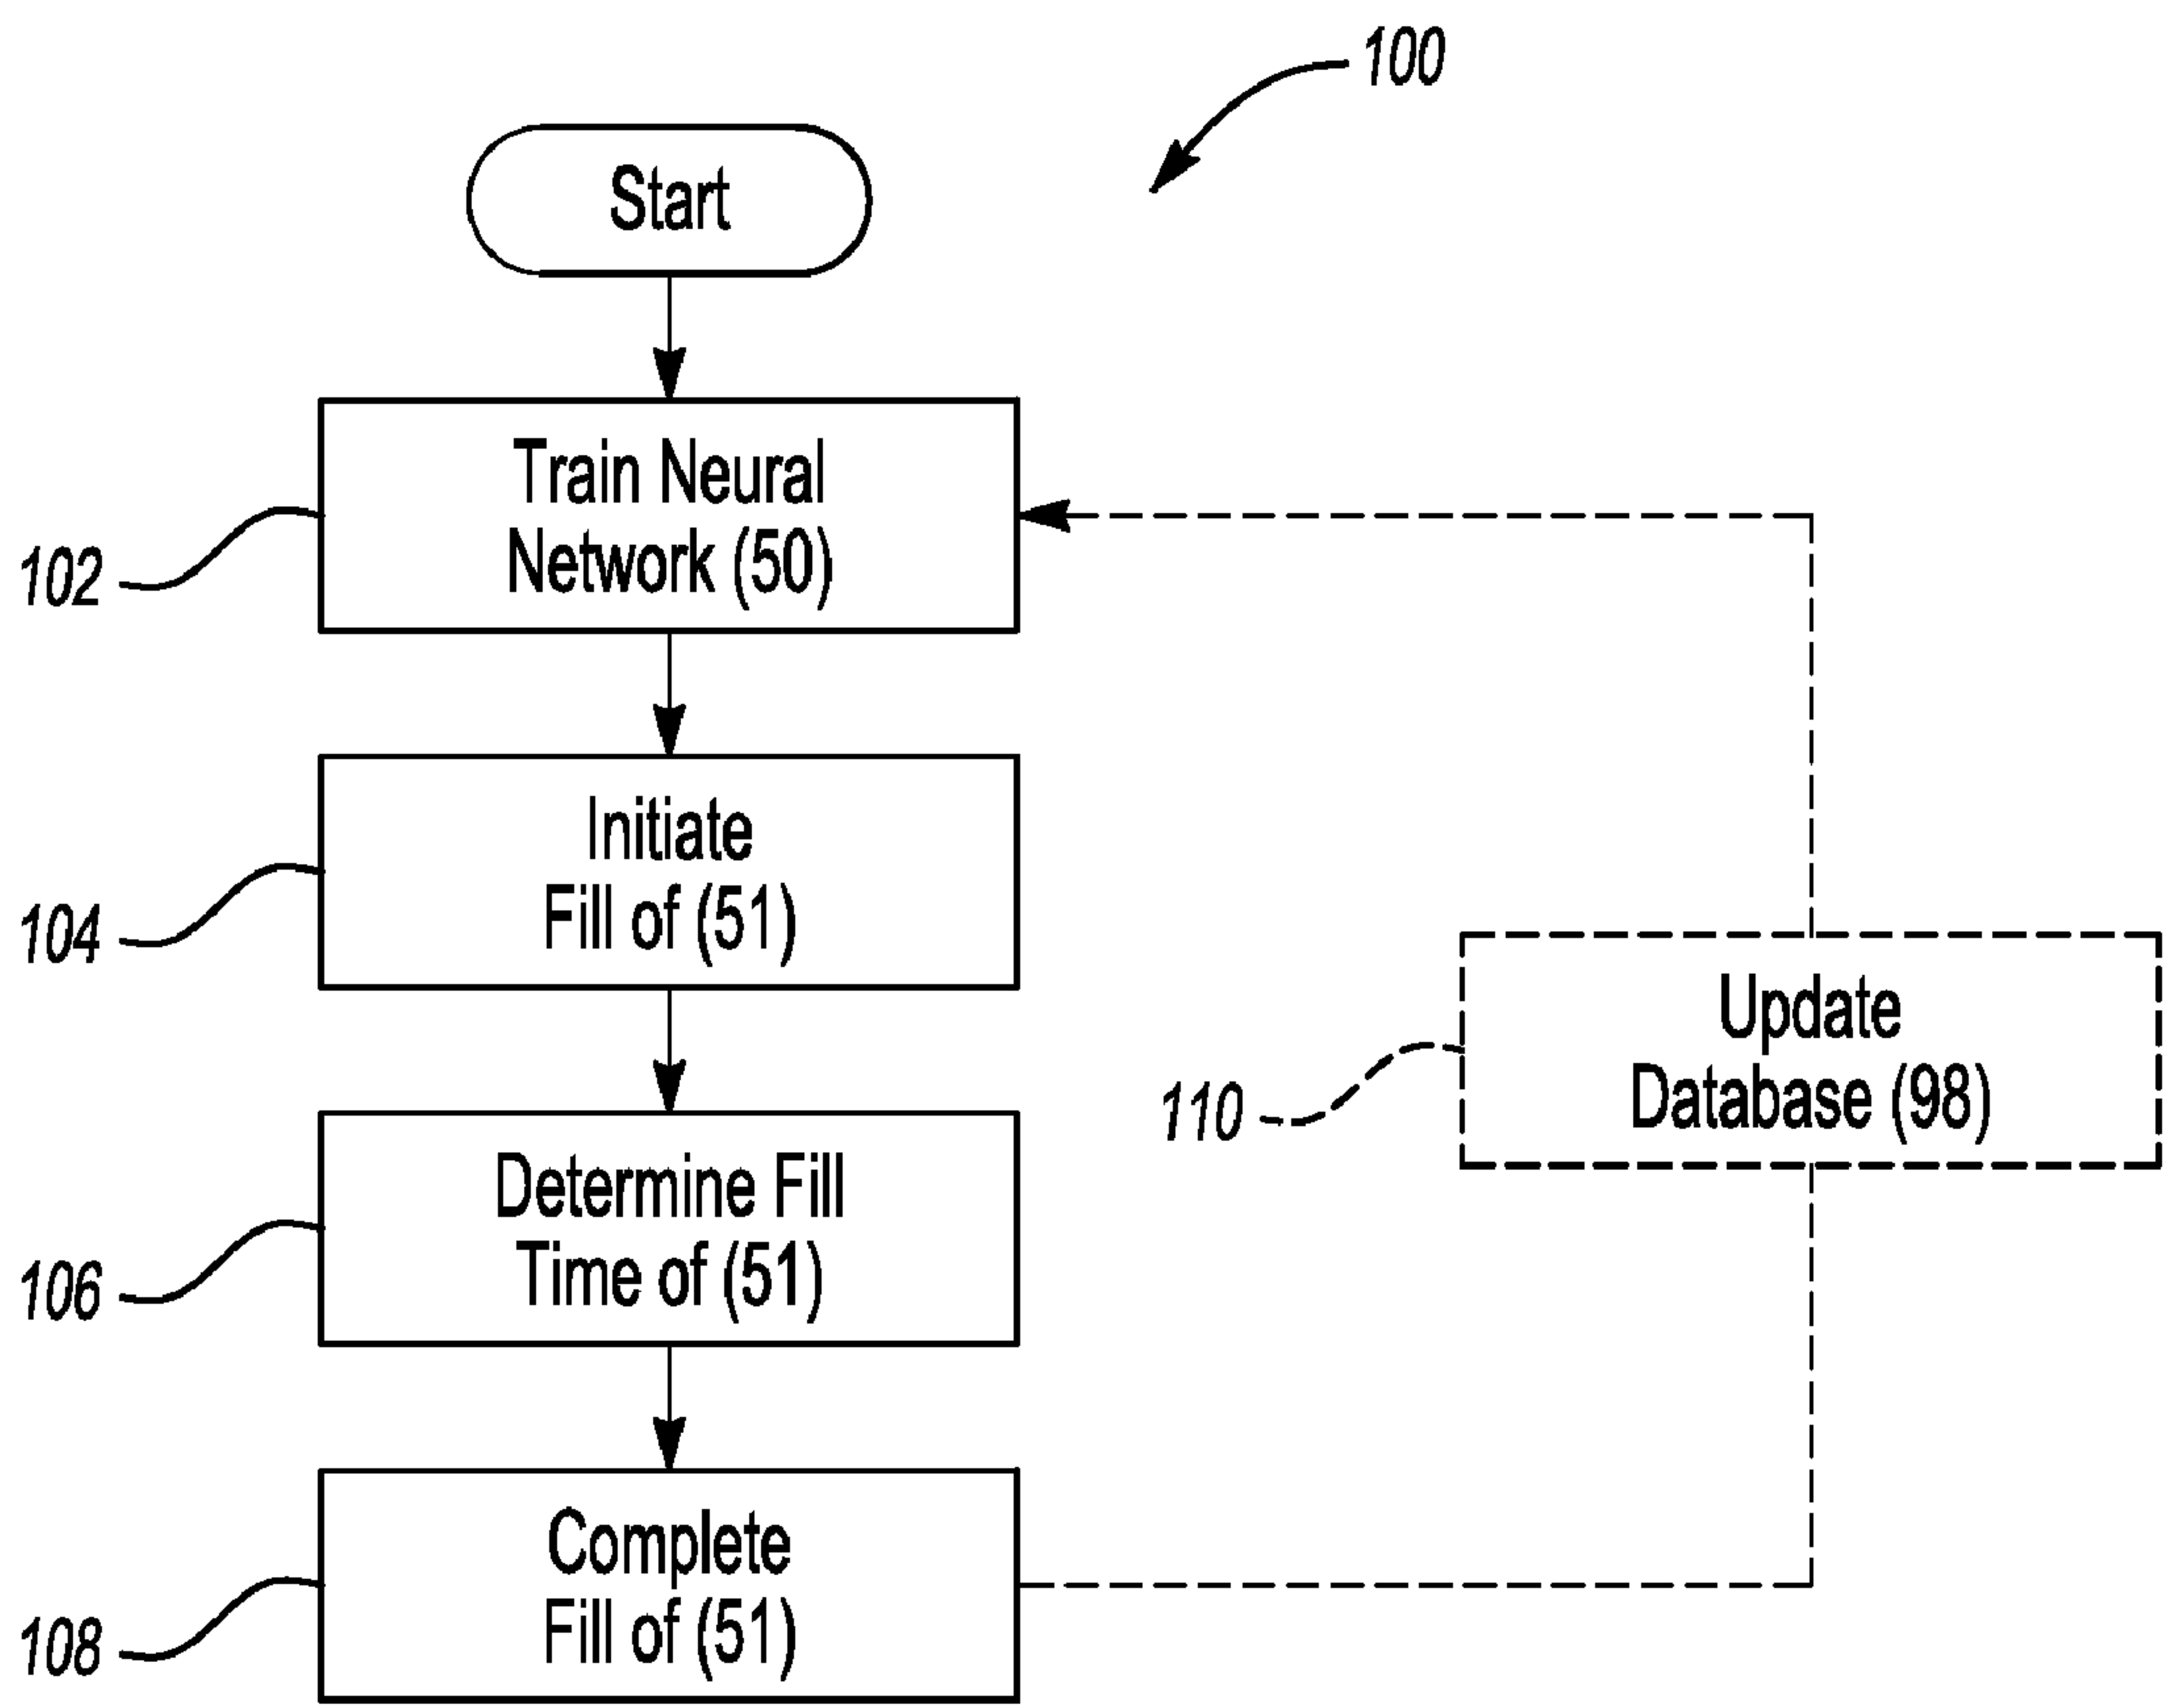 100
Start
Train Neural
Network (50)
102
Initiate
Fill of (51)
104
Update
Database (98)
110
Determine Fill
Time of (51)
106
Complete
Fill of (51)
108